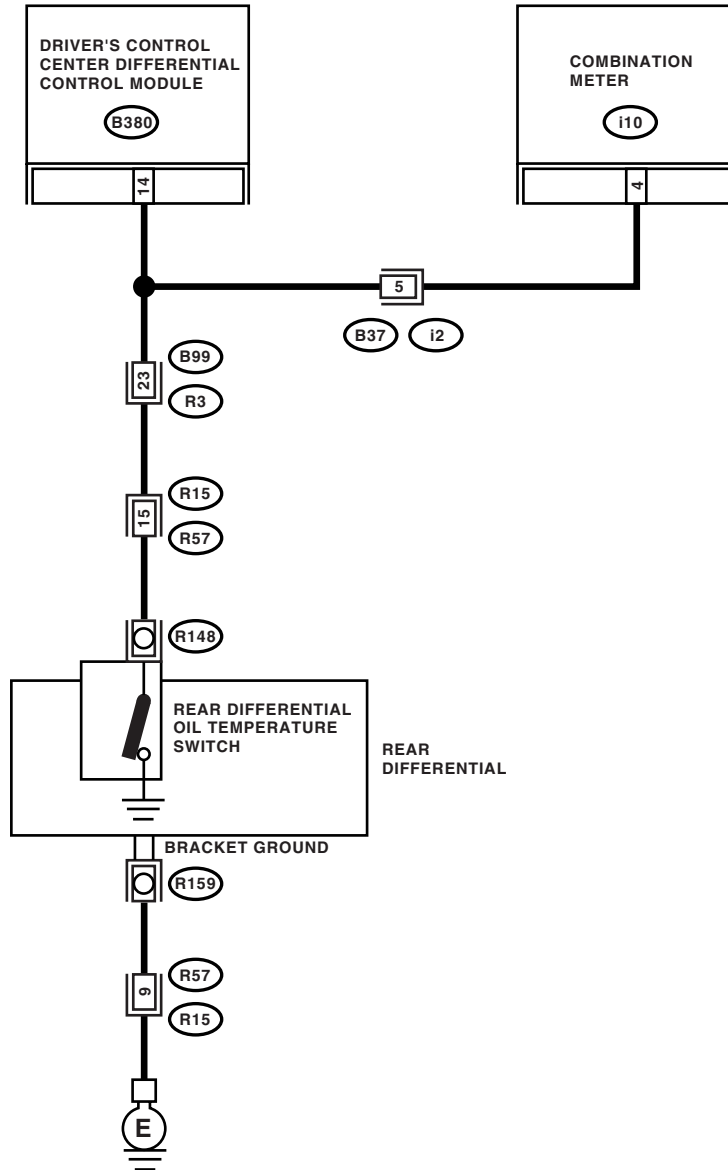 DRIVER'S CONTROL
CENTER DIFFERENTIAL
CONTROL MODULE
B380
14
COMBINATION
METER
i10
4
5
B37
i2
23
B99
R3
15
R15
R57
R148
REAR DIFFERENTIAL
OIL TEMPERATURE
SWITCH
REAR
DIFFERENTIAL
BRACKET GROUND
R159
9
R57
R15
E